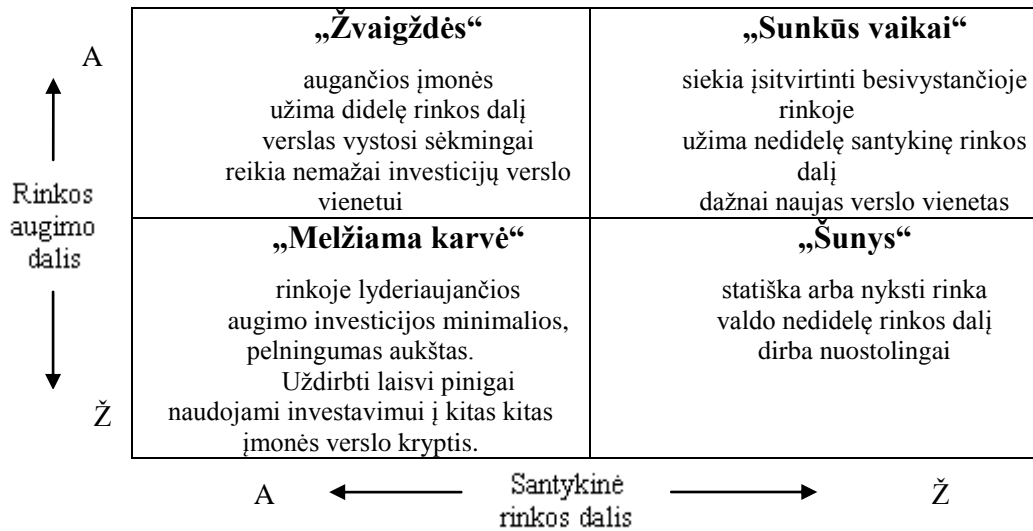 „Žvaigždės“
augančios įmonės
užima didelę rinkos dalį
verslas vystosi sėkmingai
reikia nemažai investicijų verslo
vienetui
„Sunkūs vaikai“
siekia įsitvirtinti besivystančioje
rinkoje
užima nedidelę santykinę rinkos
dalį
dažnai naujas verslo vienetas
A
Rinkos
augimo
dalis
Ž
„Melžiama karvė“
rinkoje lyderiaujančios
augimo investicijos minimalios,
pelningumas aukštas.
Uždirbti laisvi pinigai
naudojami investavimui į kitas kitas
įmonės verslo kryptis.
„Šunys“
statiška arba nyksti rinka
valdo nedidelę rinkos dalį
dirba nuostolingai
A
Santykinė
rinkos dalis
Ž